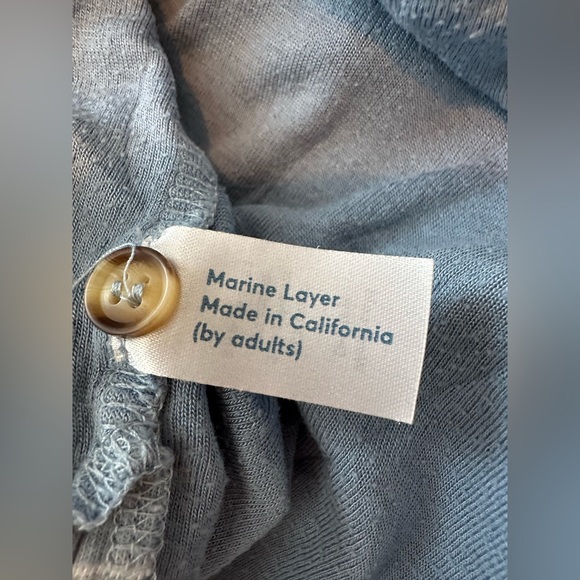 Marine Layer
Made in California
(by adults)